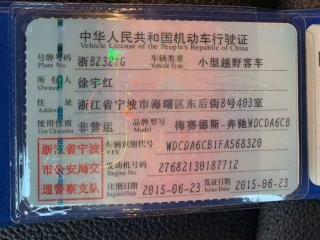 中华人民共和国机动车行驶证
Vehicle License of the People's Republic of China
号牌号码 浙B2321G 车辆类型 小型越野客车
Plate No. Vehicle Type
所有人 徐宇红
Owner
住址 浙江省宁波市海曙区东后街8号403室
Address
使用性质 非营运 品牌型号 梅赛德斯-奔驰WDCDA6CB
Use Character Model
浙江省宁波 车辆识别代号 WDCDA6CB1FA568320
市公安局交 VIN
通警察支队 发动机号码 27682130187712
Engine No.
注册日期 2015-06-23 发证日期 2015-06-23
Register Date Issue Date